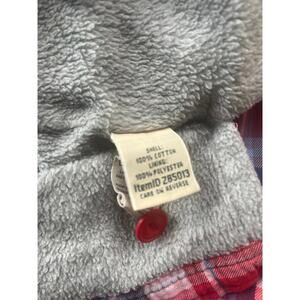 SHELL:
100% COTTON
LINING:
100% POLYESTER
ItemID 285013
CARE ON REVERSE